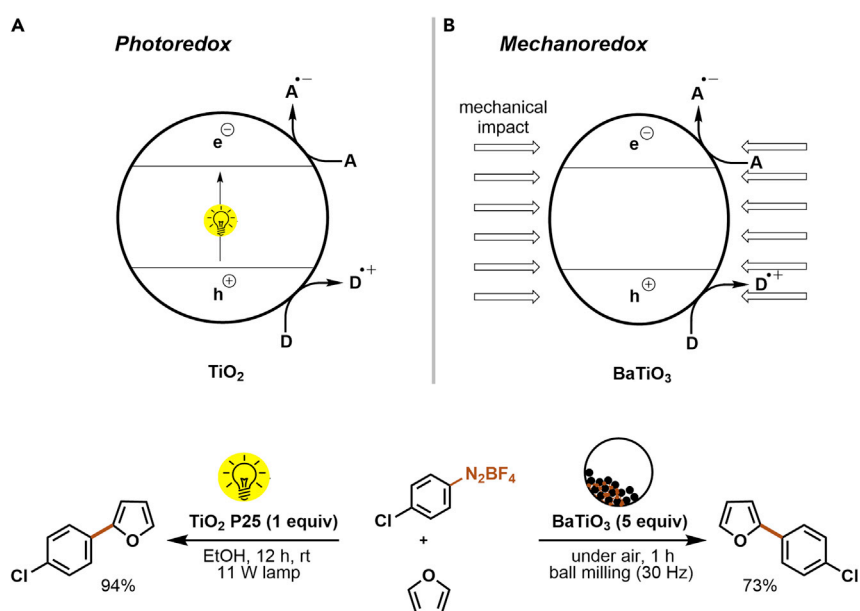 A
Photoredox
A•−
e⊖
A
h⊕
D•+
D
TiO₂
B
Mechanoredox
mechanical
impact
A•−
e⊖
A
h⊕
D•+
D
BaTiO₃
O
Cl
94%
TiO₂ P25 (1 equiv)
EtOH, 12 h, rt
11 W lamp
N₂BF₄
Cl
+
O
BaTiO₃ (5 equiv)
under air, 1 h
ball milling (30 Hz)
O
Cl
73%